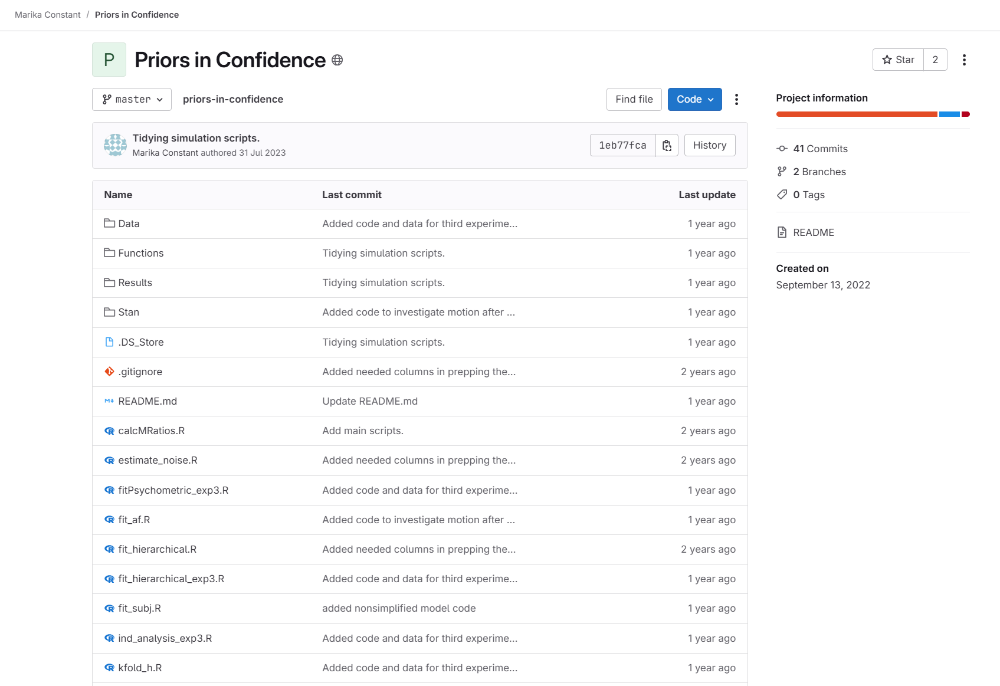 Marika Constant / Priors in Confidence
P
Priors in Confidence
Star 2
master
priors-in-confidence
Find file
Code
Tidying simulation scripts.
Marika Constant authored 31 Jul 2023
1eb77fca
History
Name Last commit Last update
Data Added code and data for third experime... 1 year ago
Functions Tidying simulation scripts. 1 year ago
Results Tidying simulation scripts. 1 year ago
Stan Added code to investigate motion after ... 1 year ago
.DS_Store Tidying simulation scripts. 1 year ago
.gitignore Added needed columns in prepping the... 2 years ago
README.md Update README.md 1 year ago
calcMRatios.R Add main scripts. 2 years ago
estimate_noise.R Added needed columns in prepping the... 2 years ago
fitPsychometric_exp3.R Added code and data for third experime... 1 year ago
fit_af.R Added code to investigate motion after ... 1 year ago
fit_hierarchical.R Added needed columns in prepping the... 2 years ago
fit_hierarchical_exp3.R Added code and data for third experime... 1 year ago
fit_subj.R added nonsimplified model code 1 year ago
ind_analysis_exp3.R Added code and data for third experime... 1 year ago
kfold_h.R Added code and data for third experime... 1 year ago
Project information
41 Commits
2 Branches
0 Tags
README
Created on
September 13, 2022